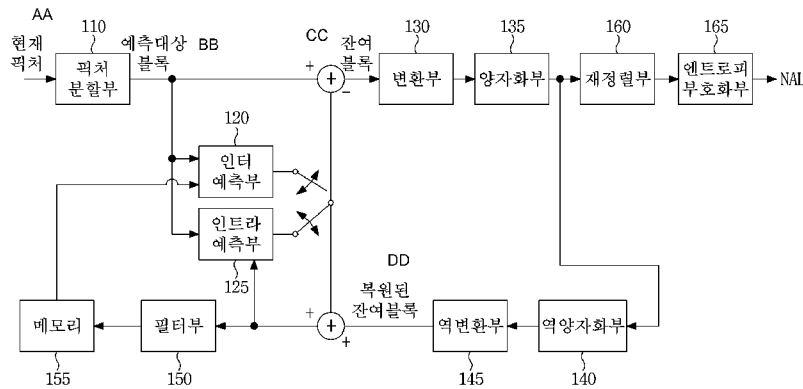 AA
현재
픽처
110
픽처
분할부
예측대상
블록
BB
CC
잔여
블록
130
변환부
135
양자화부
160
재정렬부
165
엔트로피
부호화부
NAL
120
인터
예측부
인트라
예측부
125
DD
복원된
잔여블록
메모리
155
필터부
150
역변환부
145
역양자화부
140
+
−
+
+
+
+